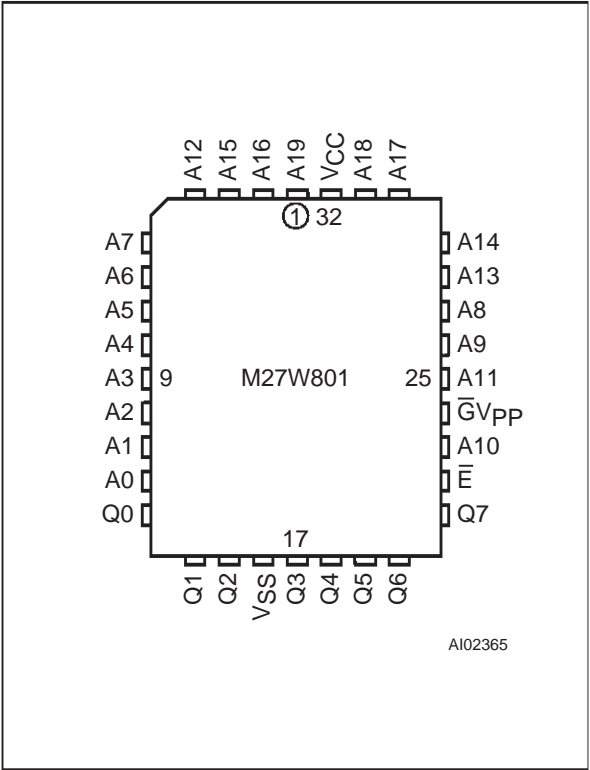 A12 A15 A16 A19 VCC A18 A17
1 32
A7 A14
A6 A13
A5 A8
A4 A9
A3 9 M27W801 25 A11
A2 G̅VPP
A1 A10
A0 E̅
Q0 Q7
17
Q1 Q2 VSS Q3 Q4 Q5 Q6
AI02365